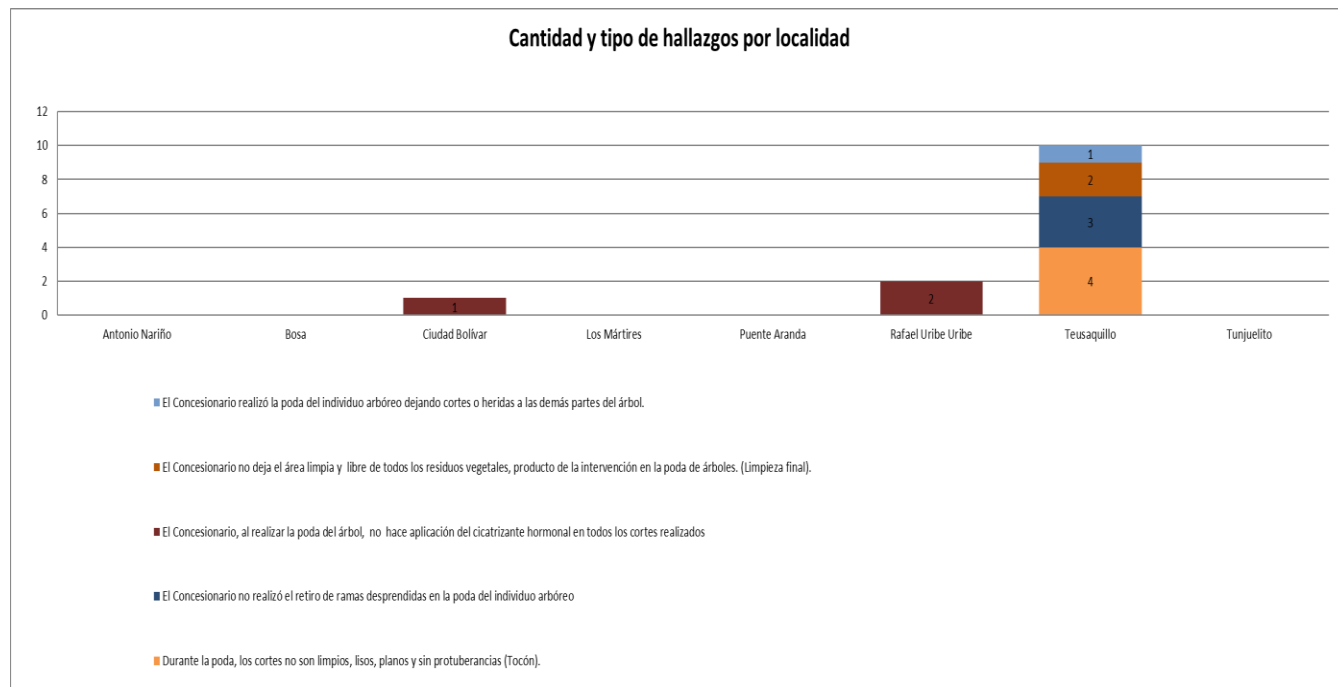 Cantidad y tipo de hallazgos por localidad
12
10
8
6
4
2
0
1
2
1
2
3
4
Antonio Nariño
Bosa
Ciudad Bolívar
Los Mártires
Puente Aranda
Rafael Uribe Uribe
Teusaquillo
Tunjuelito
El Concesionario realizó la poda del individuo arbóreo dejando cortes o heridas a las demás partes del árbol.
El Concesionario no deja el área limpia y libre de todos los residuos vegetales, producto de la intervención en la poda de árboles. (Limpieza final).
El Concesionario, al realizar la poda del árbol, no hace aplicación del cicatrizante hormonal en todos los cortes realizados
El Concesionario no realizó el retiro de ramas desprendidas en la poda del individuo arbóreo
Durante la poda, los cortes no son limpios, lisos, planos y sin protuberancias (Tocón).